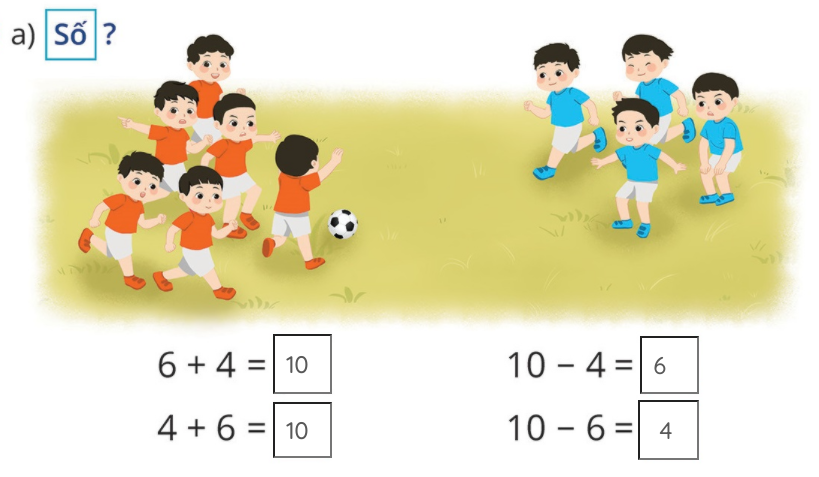 a) Số ?
6 + 4 = 10
10 − 4 = 6
4 + 6 = 10
10 − 6 = 4